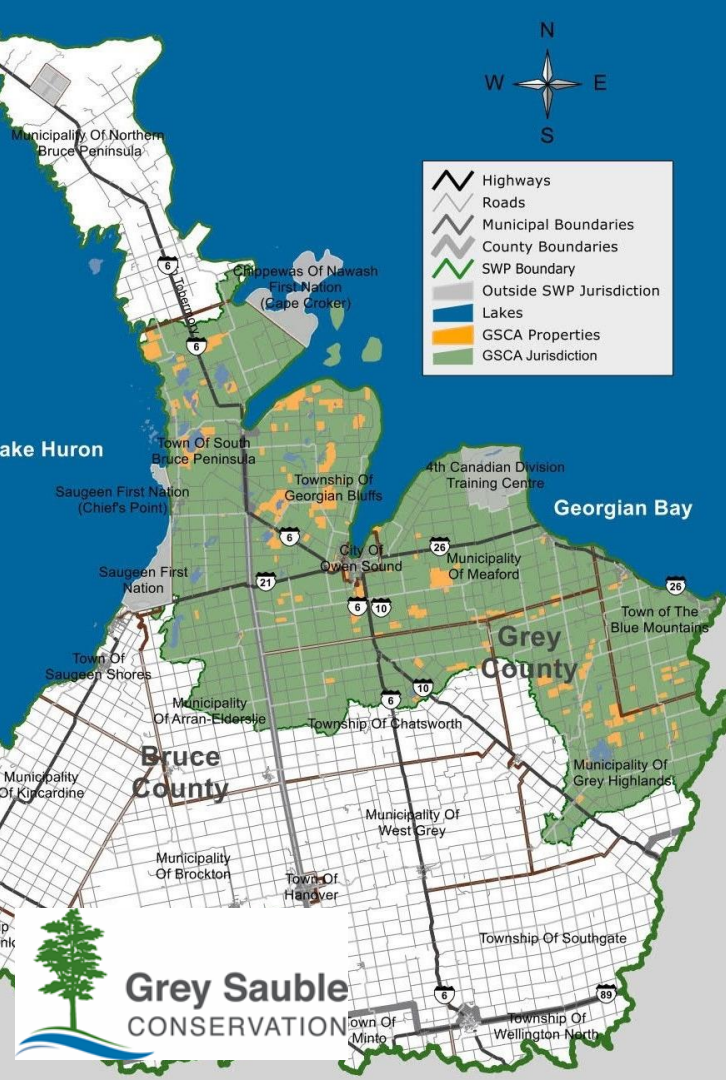 N
W E
S
Highways
Roads
Municipal Boundaries
County Boundaries
SWP Boundary
Outside SWP Jurisdiction
Lakes
GSCA Properties
GSCA Jurisdiction
Municipality Of Northern
Bruce Peninsula
6
Tobermory
Chippewas Of Nawash
First Nation
(Cape Croker)
6
ake Huron
Town Of South
Bruce Peninsula
Saugeen First Nation
(Chief's Point)
Township Of
Georgian Bluffs
4th Canadian Division
Training Centre
Georgian Bay
6
City Of
Owen Sound
26
Municipality
Of Meaford
21
Saugeen First
Nation
6
10
26
Town of The
Blue Mountains
Grey
County
Town Of
Saugeen Shores
10
6
Municipality
Of Arran-Elderslie
Township Of Chatsworth
Bruce
County
Municipality
Of Kincardine
Municipality Of
Grey Highlands
Municipality Of
West Grey
Municipality
Of Brockton
Town Of
Hanover
ip
Township Of Southgate
6
89
own Of
Minto
Township Of
Wellington North
Grey Sauble
CONSERVATION